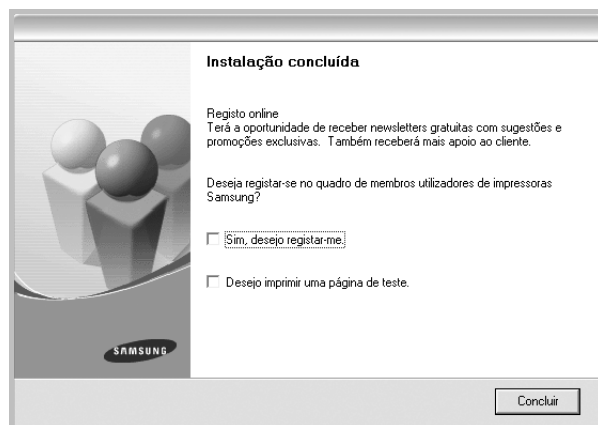 Instalação concluída
Registo online
Terá a oportunidade de receber newsletters gratuitas com sugestões e
promoções exclusivas. Também receberá mais apoio ao cliente.
Deseja registar-se no quadro de membros utilizadores de impressoras
Samsung?
Sim, desejo registar-me.
Desejo imprimir uma página de teste.
SAMSUNG
Concluir